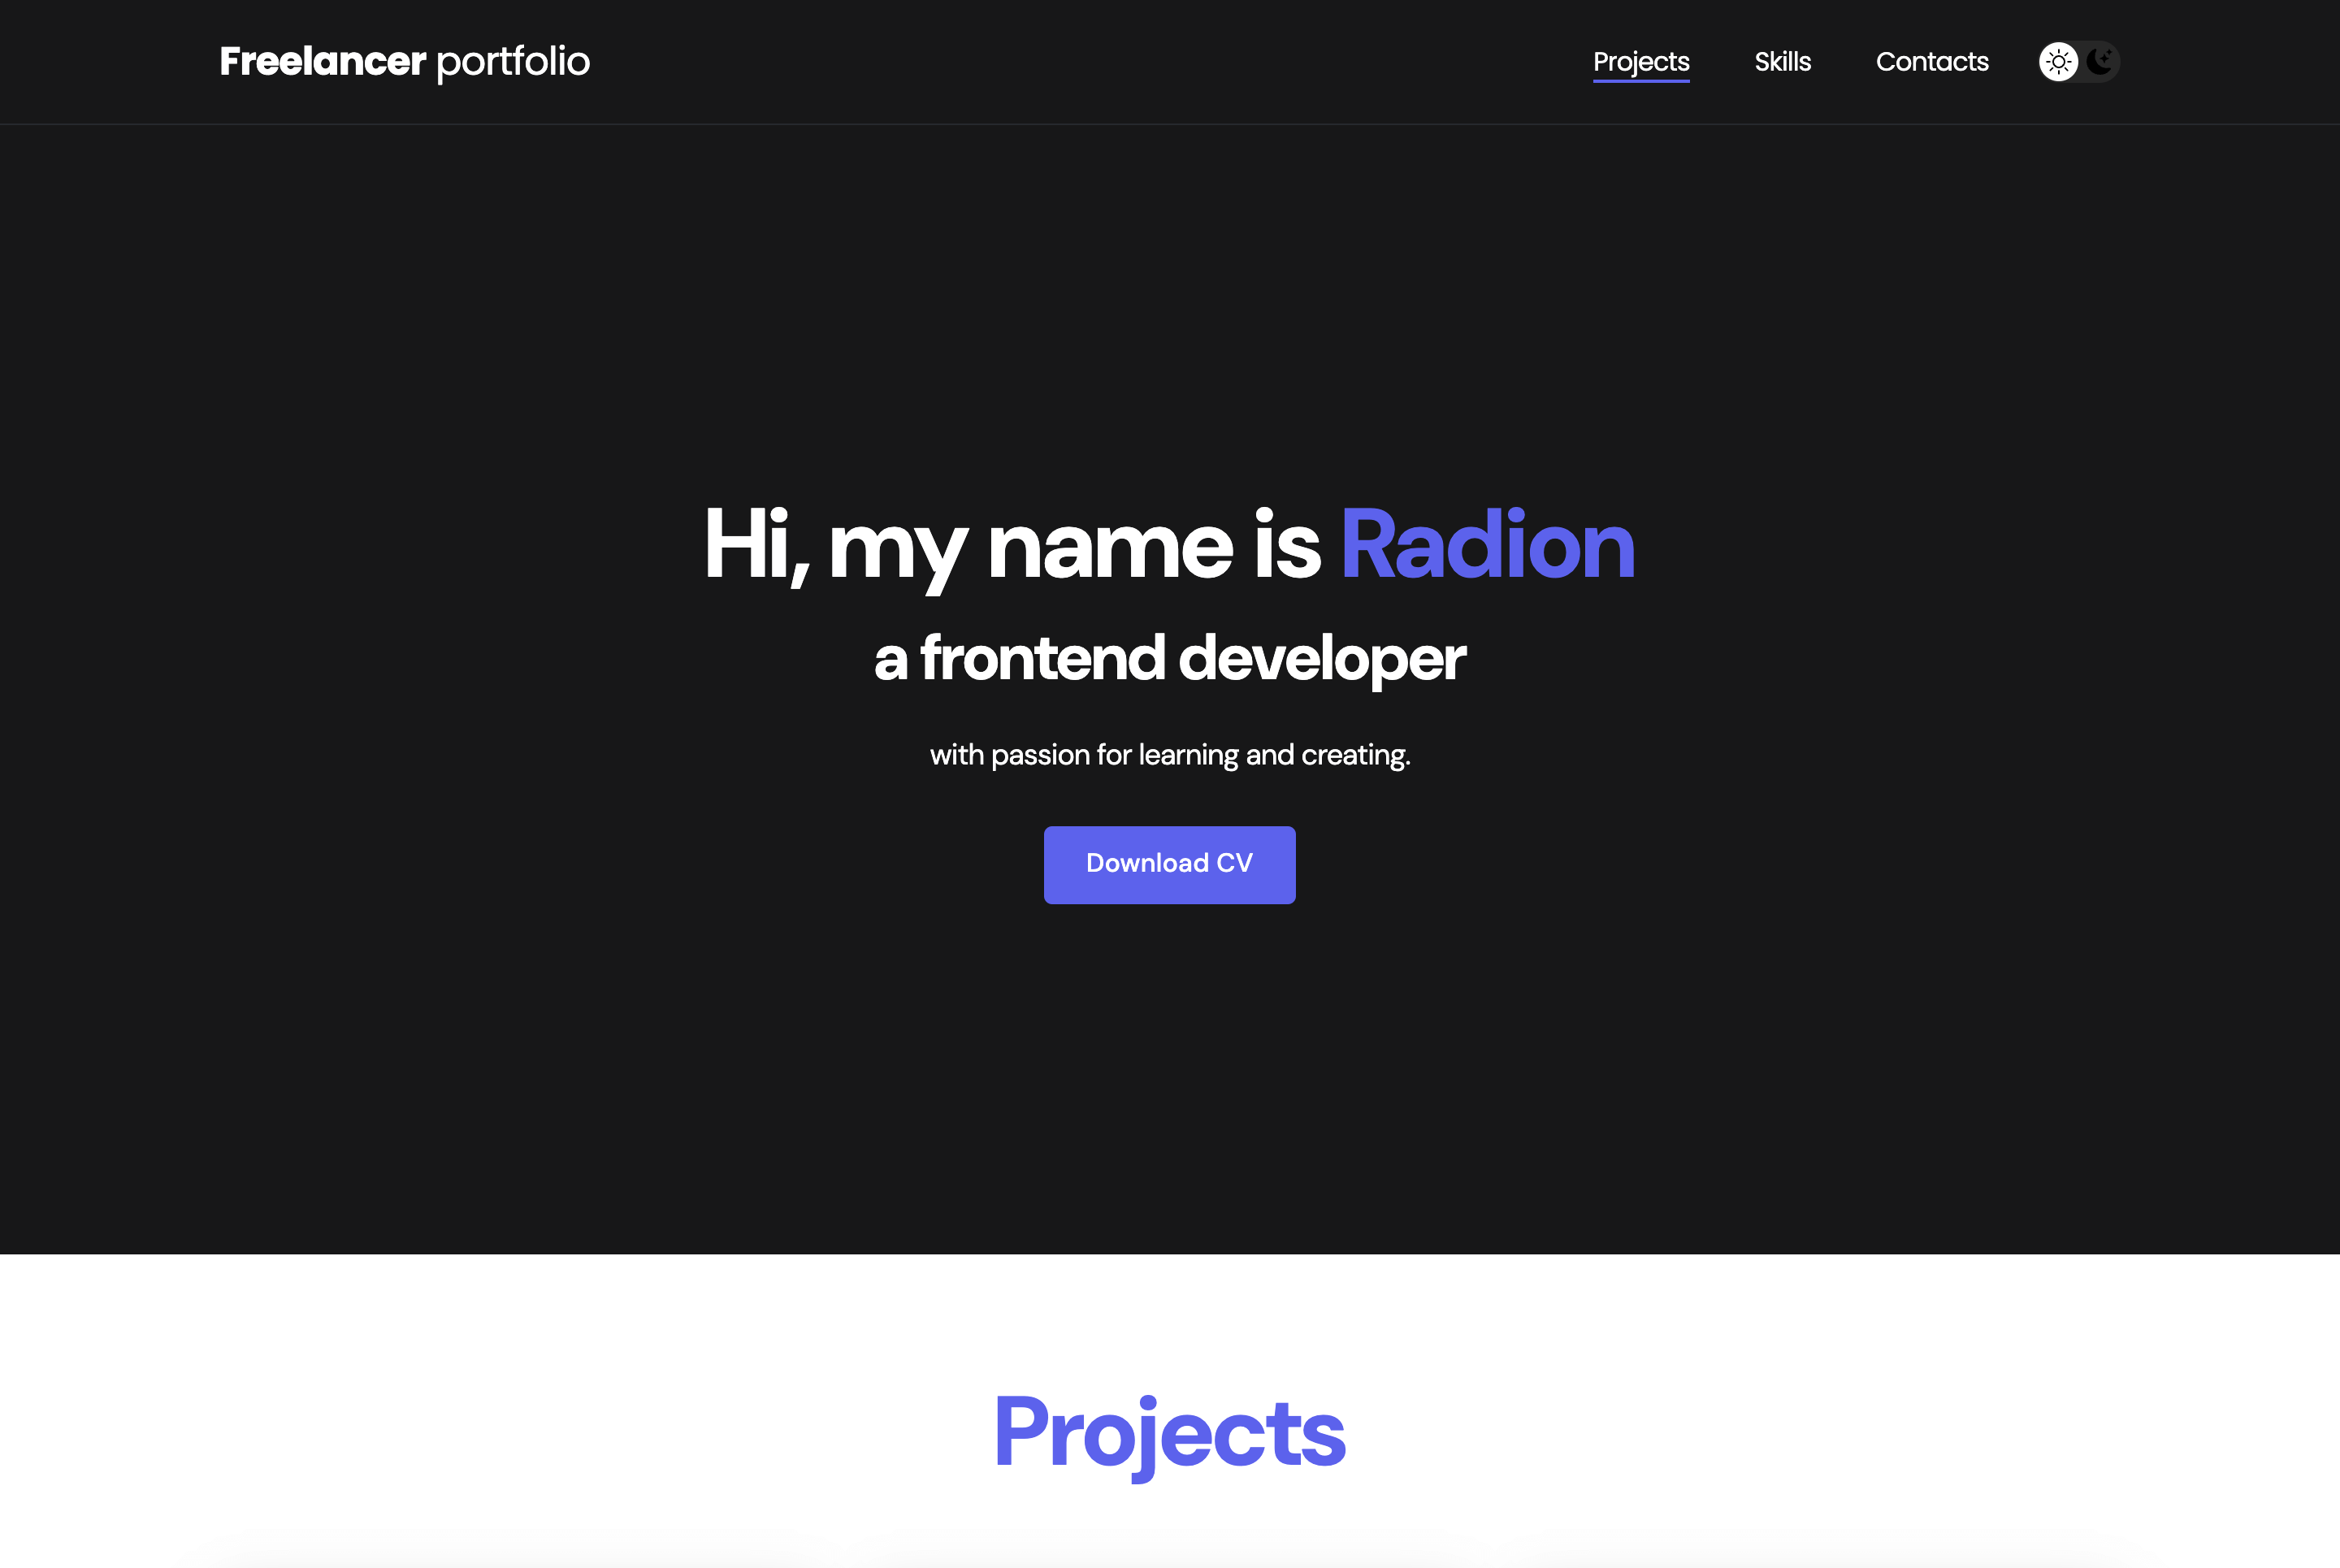 Freelancer portfolio
Projects Skills Contacts
Hi, my name is Radion
a frontend developer
with passion for learning and creating.
Download CV
Projects